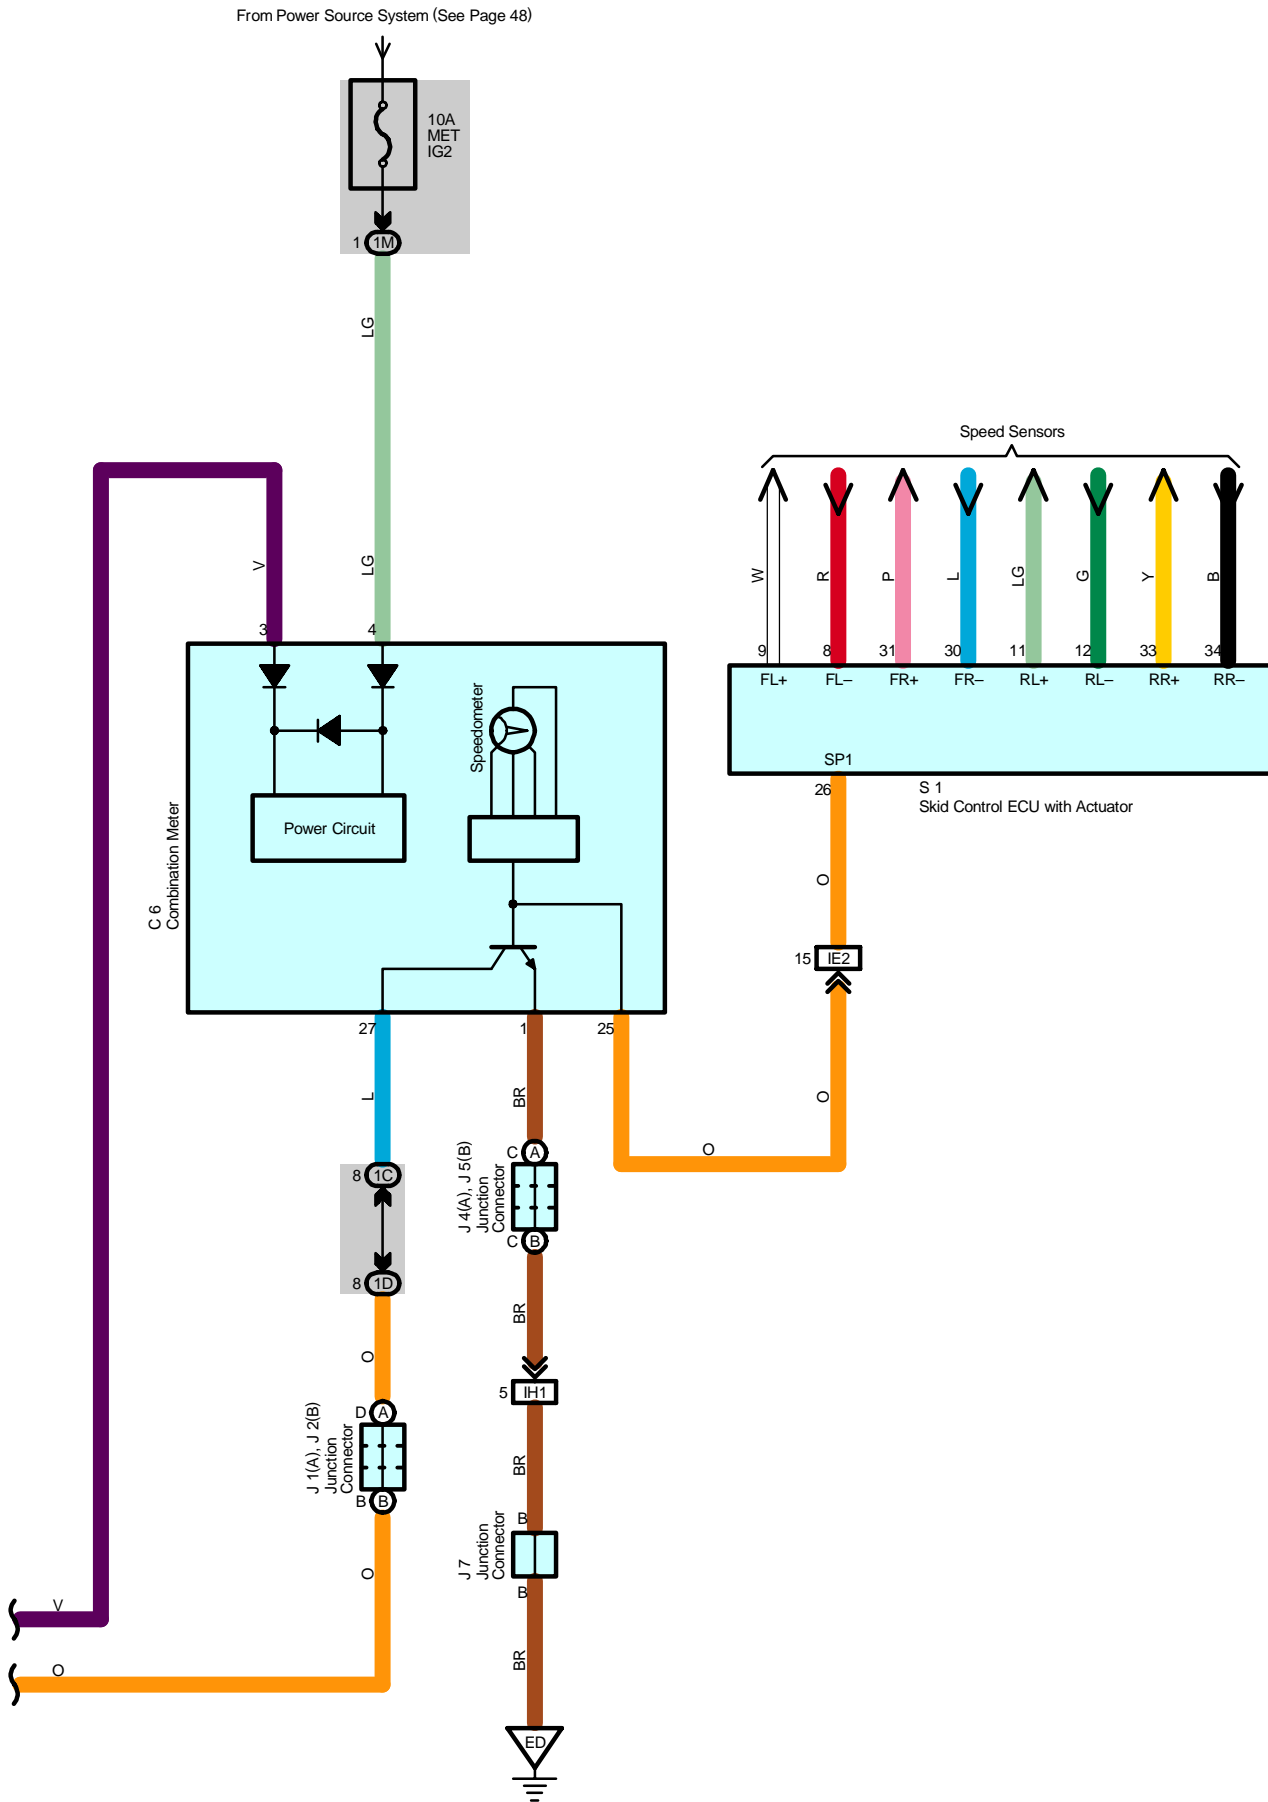 From Power Source System (See Page 48)
10A
MET
IG2
1 1M
LG
Speed Sensors
V
LG
W
R
P
L
LG
G
Y
B
3
4
9
8
31
30
11
12
33
34
FL+
FL–
FR+
FR–
RL+
RL–
RR+
RR–
Speedometer
SP1
26
S 1
Skid Control ECU with Actuator
Power Circuit
C 6
Combination Meter
O
15 IE2
27
1
25
L
BR
O
O
8 1C
C A
J 4(A), J 5(B)
Junction
Connector
C B
8 1D
BR
O
5 IH1
D A
J 1(A), J 2(B)
Junction
Connector
B B
BR
B
J 7
Junction
Connector
B
O
V
O
BR
ED